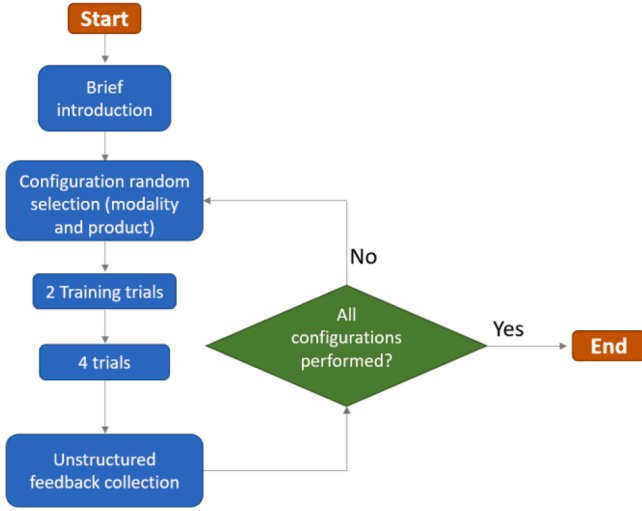 Start
Brief
introduction
Configuration random
selection (modality
and product)
2 Training trials
4 trials
Unstructured
feedback collection
All
configurations
performed?
No
Yes
End